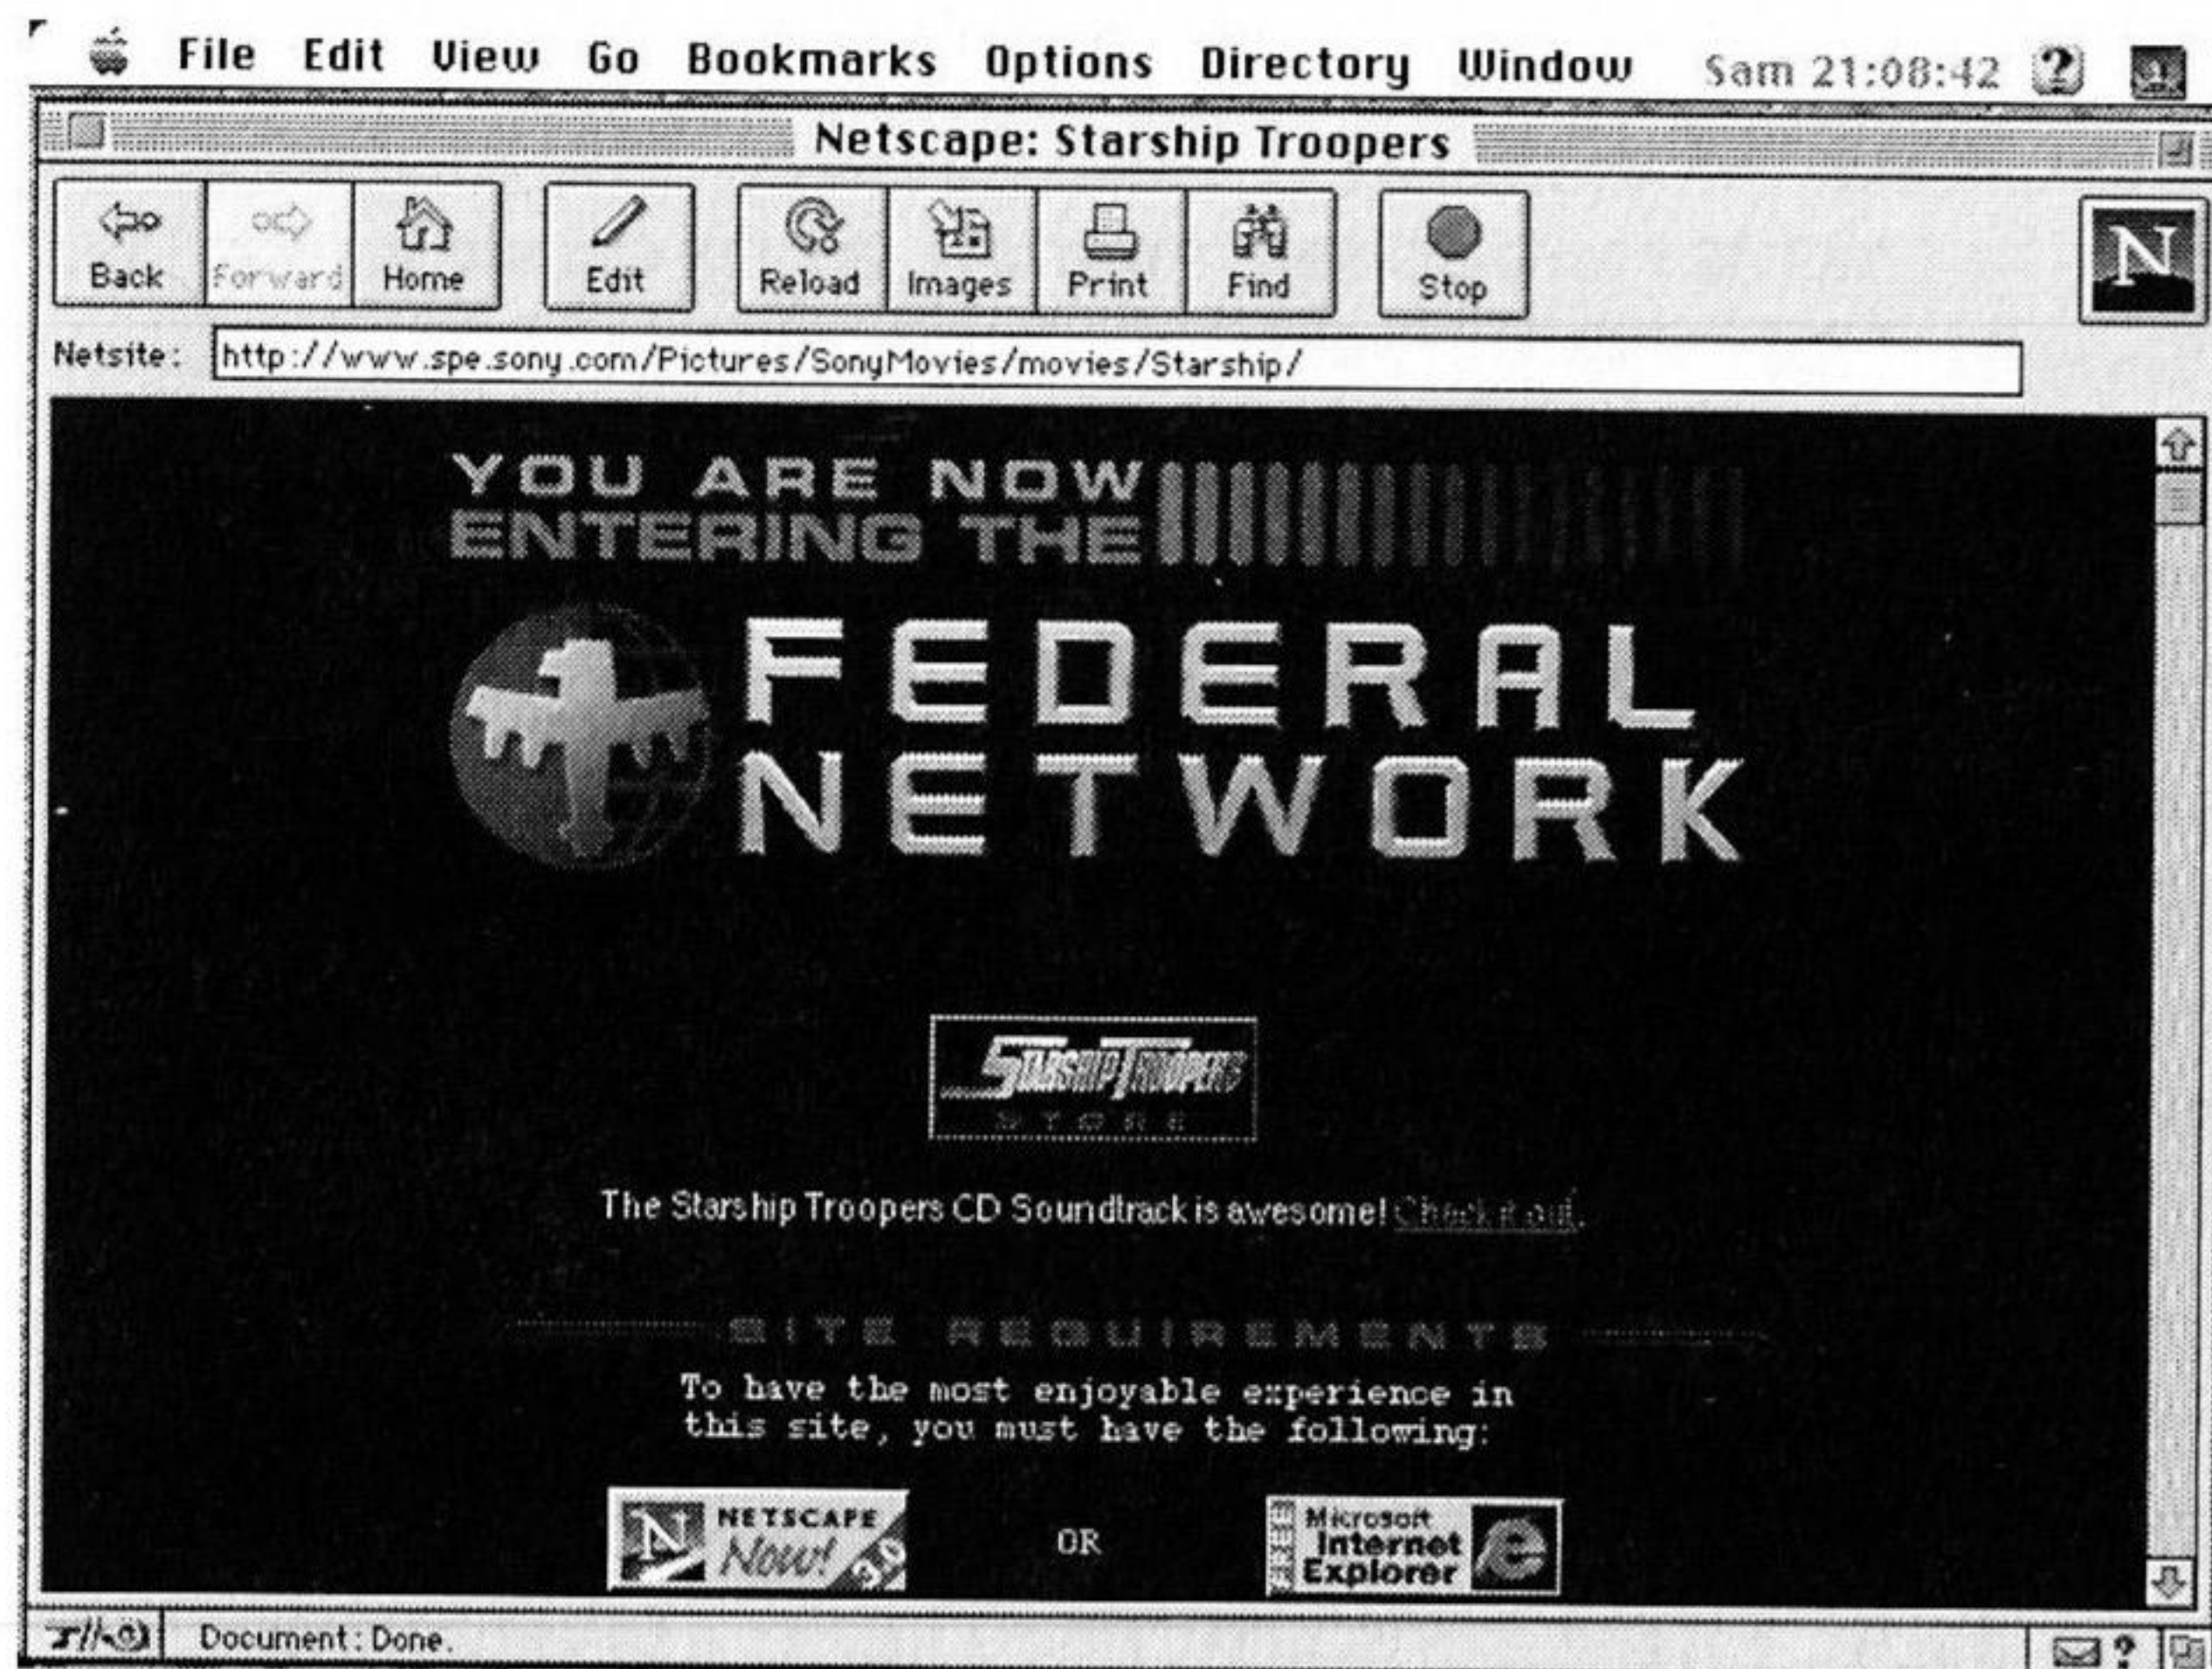 File Edit View Go Bookmarks Options Directory Window Sam 21:08:42 ?
Netscape: Starship Troopers
Back Forward Home Edit Reload Images Print Find Stop
N
Netsite: http://www.spe.sony.com/Pictures/SonyMovies/movies/Starship/
YOU ARE NOW
ENTERING THE
FEDERAL
NETWORK
STARSHIP TROOPERS
STORE
The Starship Troopers CD Soundtrack is awesome! Check it out.
SITE REQUIREMENTS
To have the most enjoyable experience in
this site, you must have the following:
N NETSCAPE
Now! 3.0
OR
Microsoft
Internet
Explorer
Document: Done.
?